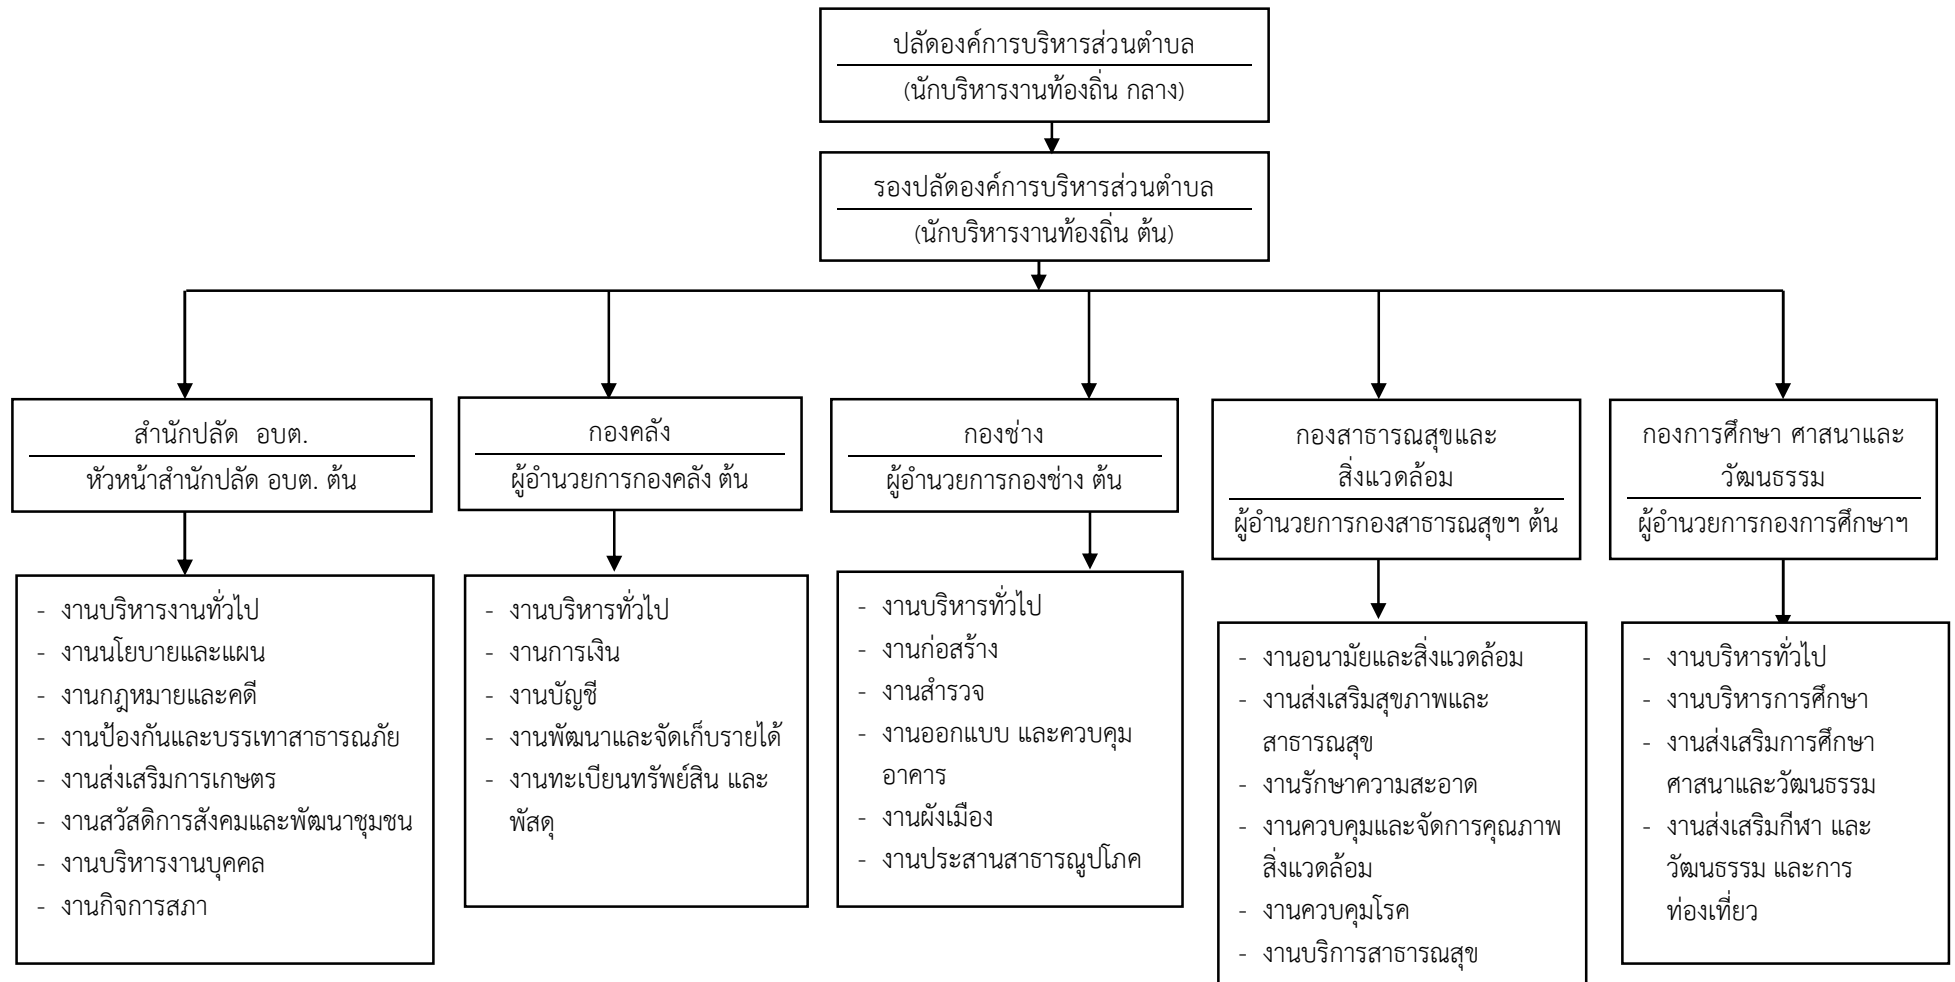 ปลัดองค์การบริหารส่วนตำบล
(นักบริหารงานท้องถิ่น กลาง)
รองปลัดองค์การบริหารส่วนตำบล
(นักบริหารงานท้องถิ่น ต้น)
สำนักปลัด อบต.
หัวหน้าสำนักปลัด อบต. ต้น
- งานบริหารงานทั่วไป
- งานนโยบายและแผน
- งานกฎหมายและคดี
- งานป้องกันและบรรเทาสาธารณภัย
- งานส่งเสริมการเกษตร
- งานสวัสดิการสังคมและพัฒนาชุมชน
- งานบริหารงานบุคคล
- งานกิจการสภา
กองคลัง
ผู้อำนวยการกองคลัง ต้น
- งานบริหารทั่วไป
- งานการเงิน
- งานบัญชี
- งานพัฒนาและจัดเก็บรายได้
- งานทะเบียนทรัพย์สิน และ
พัสดุ
กองช่าง
ผู้อำนวยการกองช่าง ต้น
- งานบริหารทั่วไป
- งานก่อสร้าง
- งานสำรวจ
- งานออกแบบ และควบคุม
อาคาร
- งานผังเมือง
- งานประสานสาธารณูปโภค
กองสาธารณสุขและ
สิ่งแวดล้อม
ผู้อำนวยการกองสาธารณสุขฯ ต้น
- งานอนามัยและสิ่งแวดล้อม
- งานส่งเสริมสุขภาพและ
สาธารณสุข
- งานรักษาความสะอาด
- งานควบคุมและจัดการคุณภาพ
สิ่งแวดล้อม
- งานควบคุมโรค
- งานบริการสาธารณสุข
กองการศึกษา ศาสนาและ
วัฒนธรรม
ผู้อำนวยการกองการศึกษาฯ
- งานบริหารทั่วไป
- งานบริหารการศึกษา
- งานส่งเสริมการศึกษา
ศาสนาและวัฒนธรรม
- งานส่งเสริมกีฬา และ
วัฒนธรรม และการ
ท่องเที่ยว